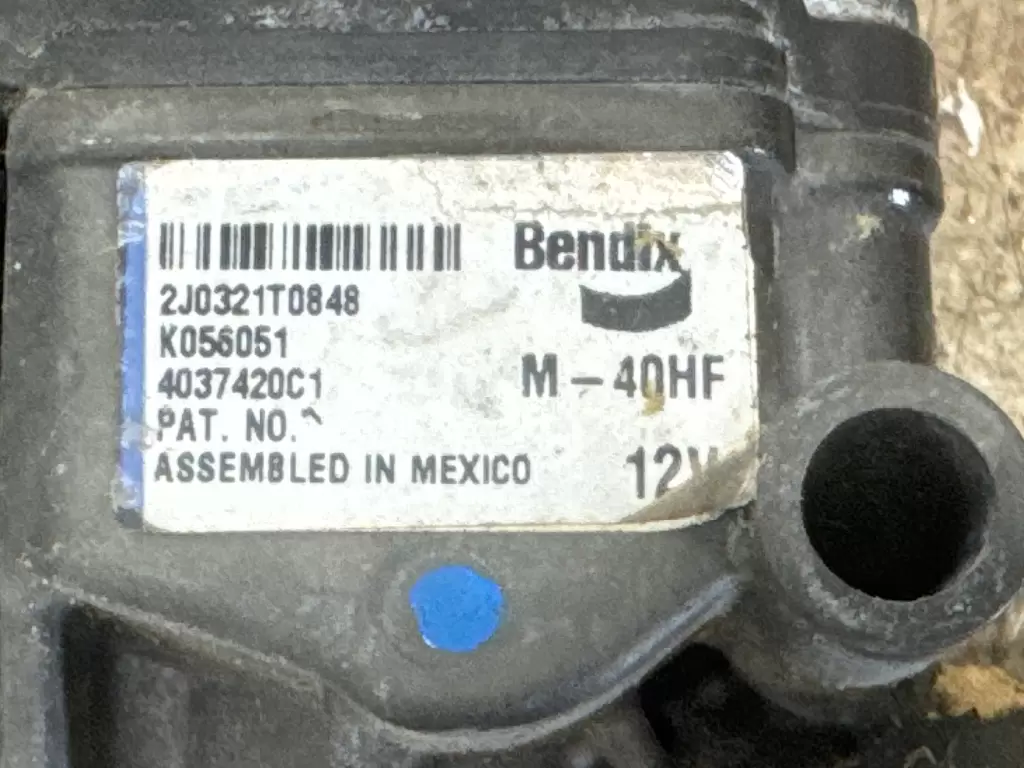 Bendix
2J0321T0848
K056051
4037420C1
M-40HF
PAT. NO.
ASSEMBLED IN MEXICO
12V